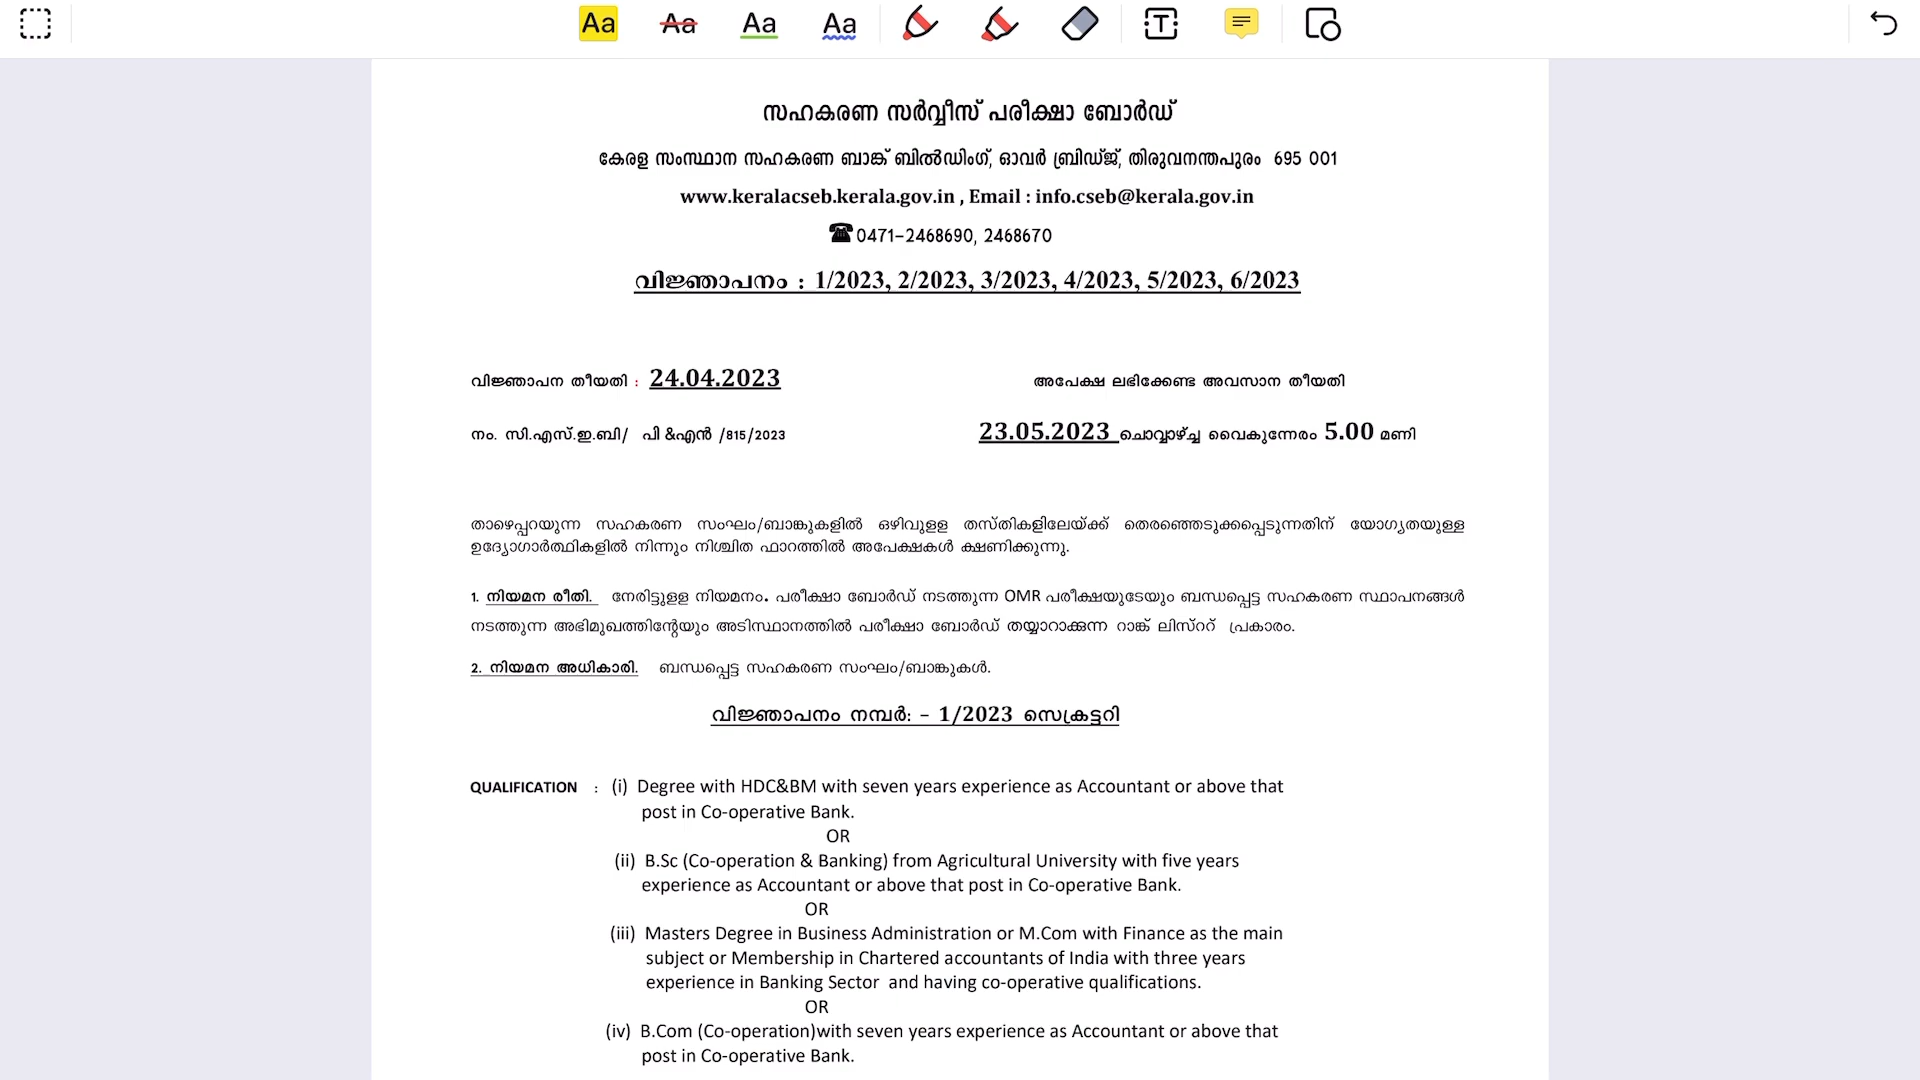 Aa Aa Aa Aa T
സഹകരണ സർവ്വീസ് പരീക്ഷാ ബോർഡ്
കേരള സംസ്ഥാന സഹകരണ ബാങ്ക് ബിൽഡിംഗ്, ഓവർ ബ്രിഡ്ജ്, തിരുവനന്തപുരം 695 001
www.keralacseb.kerala.gov.in , Email : info.cseb@kerala.gov.in
☎0471-2468690, 2468670
വിജ്ഞാപനം : 1/2023, 2/2023, 3/2023, 4/2023, 5/2023, 6/2023
വിജ്ഞാപന തീയതി : 24.04.2023 അപേക്ഷ ലഭിക്കേണ്ട അവസാന തീയതി
നം. സി.എസ്.ഇ.ബി/ പി &എൻ /815/2023 23.05.2023 ചൊവ്വാഴ്ച്ച വൈകുന്നേരം 5.00 മണി
താഴെപ്പറയുന്ന സഹകരണ സംഘം/ബാങ്കുകളിൽ ഒഴിവുളള തസ്തികളിലേയ്ക്ക് തെരഞ്ഞെടുക്കപ്പെടുന്നതിന് യോഗ്യതയുള്ള
ഉദ്യോഗാർത്ഥികളിൽ നിന്നും നിശ്ചിത ഫാറത്തിൽ അപേക്ഷകൾ ക്ഷണിക്കുന്നു.
1. നിയമന രീതി. നേരിട്ടുളള നിയമനം. പരീക്ഷാ ബോർഡ് നടത്തുന്ന OMR പരീക്ഷയുടേയും ബന്ധപ്പെട്ട സഹകരണ സ്ഥാപനങ്ങൾ
നടത്തുന്ന അഭിമുഖത്തിന്റേയും അടിസ്ഥാനത്തിൽ പരീക്ഷാ ബോർഡ് തയ്യാറാക്കുന്ന റാങ്ക് ലിസ്ററ് പ്രകാരം.
2. നിയമന അധികാരി. ബന്ധപ്പെട്ട സഹകരണ സംഘം/ബാങ്കുകൾ.
വിജ്ഞാപനം നമ്പർ: - 1/2023 സെക്രട്ടറി
QUALIFICATION : (i) Degree with HDC&BM with seven years experience as Accountant or above that
post in Co-operative Bank.
OR
(ii) B.Sc (Co-operation & Banking) from Agricultural University with five years
experience as Accountant or above that post in Co-operative Bank.
OR
(iii) Masters Degree in Business Administration or M.Com with Finance as the main
subject or Membership in Chartered accountants of India with three years
experience in Banking Sector and having co-operative qualifications.
OR
(iv) B.Com (Co-operation)with seven years experience as Accountant or above that
post in Co-operative Bank.